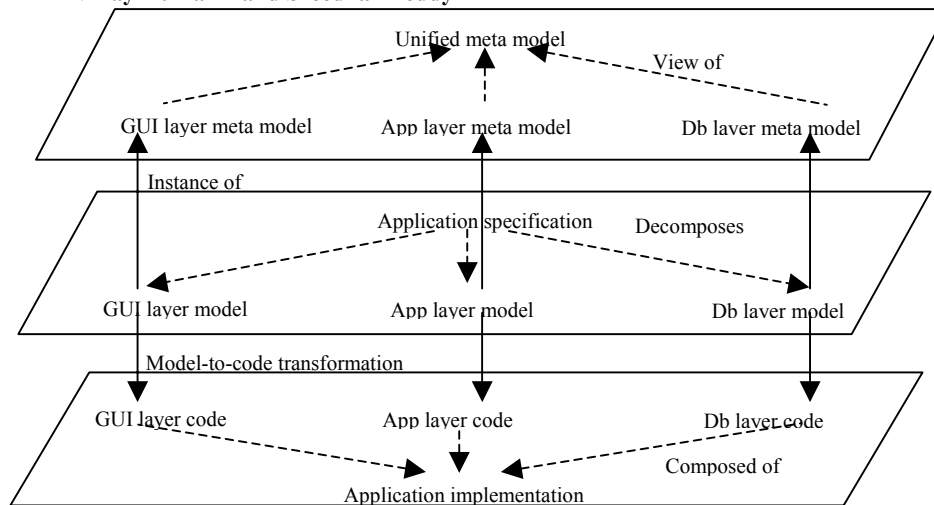 Unified meta model
View of
GUI layer meta model App layer meta model Db layer meta model
Instance of
Application specification Decomposes
GUI layer model App layer model Db layer model
Model-to-code transformation
GUI layer code App layer code Db layer code
Composed of
Application implementation